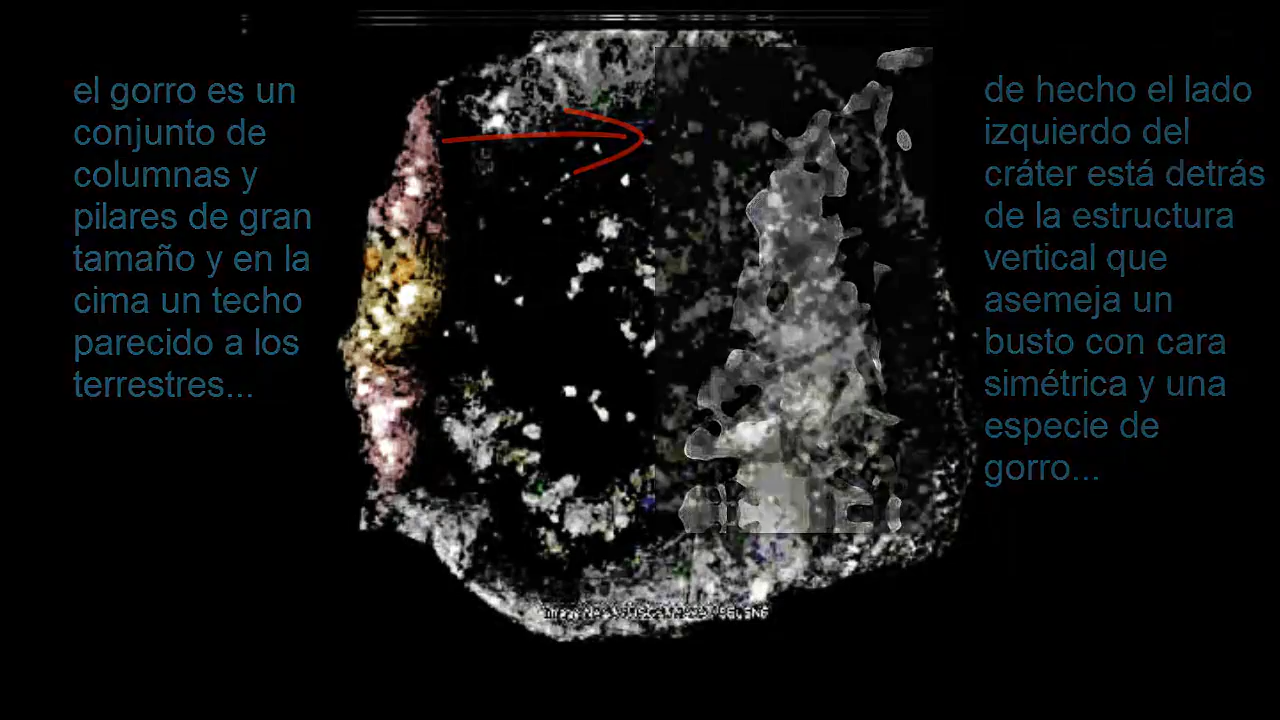 el gorro es un
conjunto de
columnas y
pilares de gran
tamaño y en la
cima un techo
parecido a los
terrestres...
de hecho el lado
izquierdo del
cráter está detrás
de la estructura
vertical que
asemeja un
busto con cara
simétrica y una
especie de
gorro...